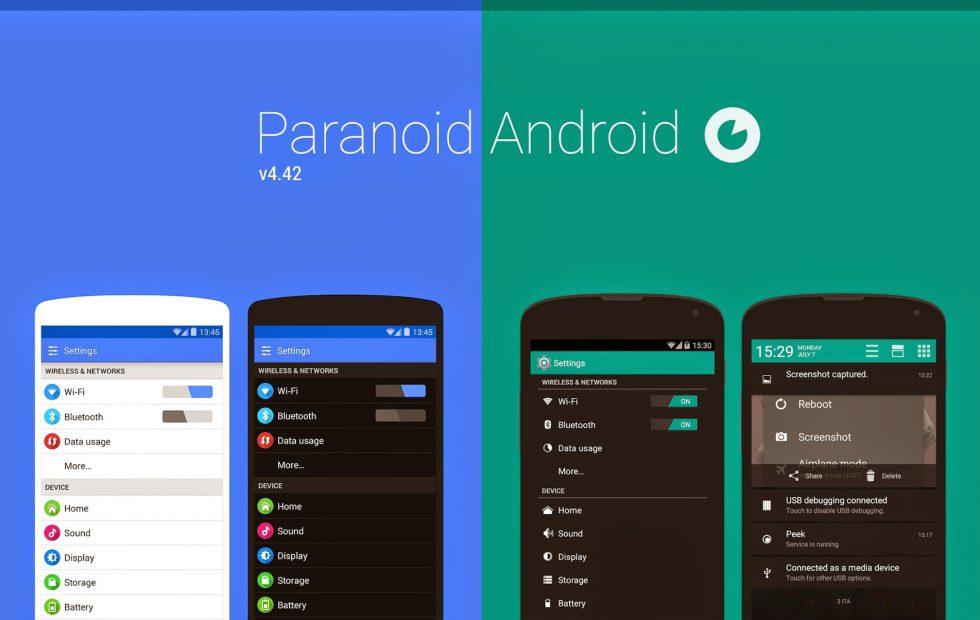 Paranoid Android
v4.42
13:46
Settings
WIRELESS & NETWORKS
Wi-Fi
Bluetooth
Data usage
More...
DEVICE
Home
Sound
Display
Storage
Battery
13:45
Settings
WIRELESS & NETWORKS
Wi-Fi
Bluetooth
Data usage
More...
DEVICE
Home
Sound
Display
Storage
Battery
15:30
Settings
WIRELESS & NETWORKS
Wi-Fi ON
Bluetooth ON
Data usage
More...
DEVICE
Home
Sound
Display
Storage
Battery
15:29 MONDAY
JULY 7
Screenshot captured. 15:22
Reboot
Screenshot
Airplane mode
mode is OFF
Share Delete
USB debugging connected
Touch to disable USB debugging.
Peek 15:17
Service is running
Connected as a media device
Touch for other USB options.
3 ITA